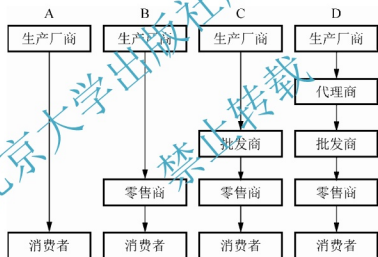 A B C D
生产厂商 生产厂商 生产厂商 生产厂商
代理商
批发商 批发商
零售商 零售商 零售商
消费者 消费者 消费者 消费者
北京大学出版社
禁止转载